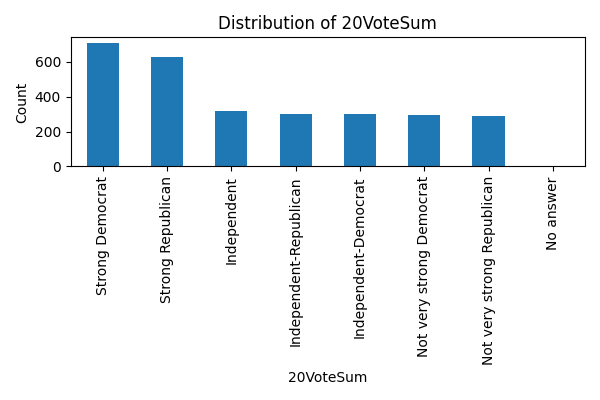 Distribution of 20VoteSum
Count
600
400
200
0
Strong Democrat
Strong Republican
Independent
Independent-Republican
Independent-Democrat
Not very strong Democrat
Not very strong Republican
No answer
20VoteSum